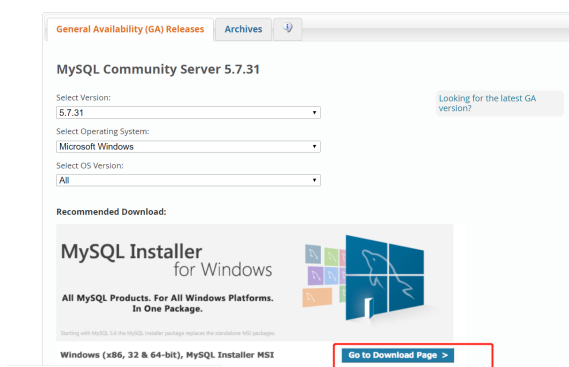 General Availability (GA) Releases
Archives
MySQL Community Server 5.7.31
Select Version:
Looking for the latest GA
version?
5.7.31
Select Operating System:
Microsoft Windows
Select OS Version:
All
Recommended Download:
MySQL Installer
for Windows
All MySQL Products. For All Windows Platforms.
In One Package.
Starting with MySQL 5.6 the MySQL Installer package replaces the standalone MSI packages.
Windows (x86, 32 & 64-bit), MySQL Installer MSI
Go to Download Page >